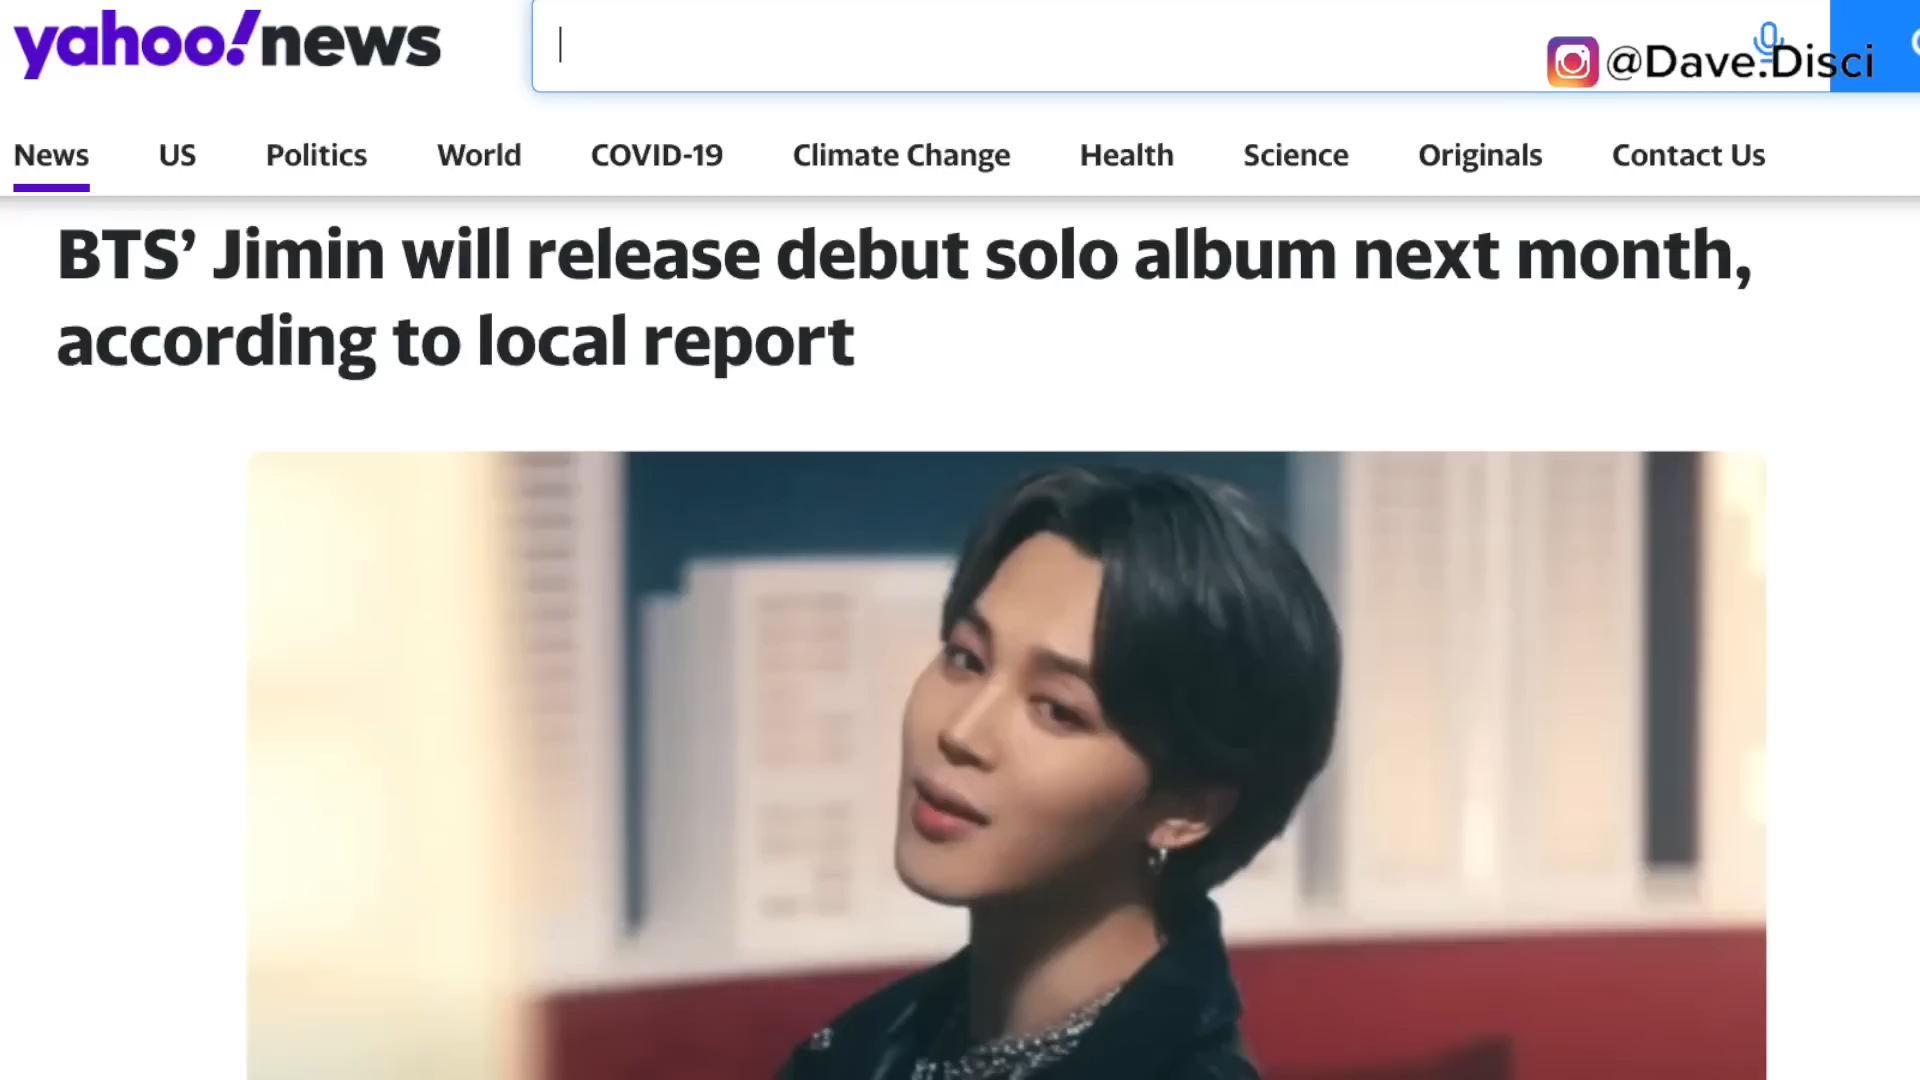 yahoo!news
@Dave.Disci
News US Politics World COVID-19 Climate Change Health Science Originals Contact Us
BTS’ Jimin will release debut solo album next month,
according to local report